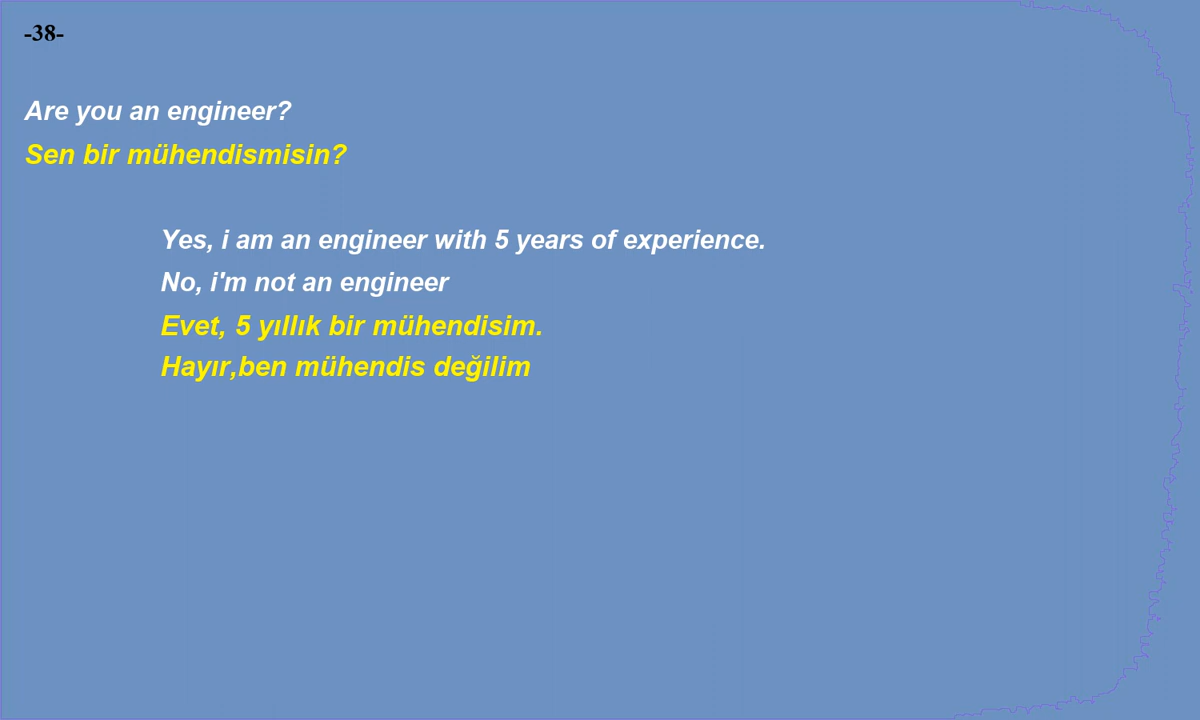 -38-
Are you an engineer?
Sen bir mühendismisin?
Yes, i am an engineer with 5 years of experience.
No, i'm not an engineer
Evet, 5 yıllık bir mühendisim.
Hayır,ben mühendis değilim